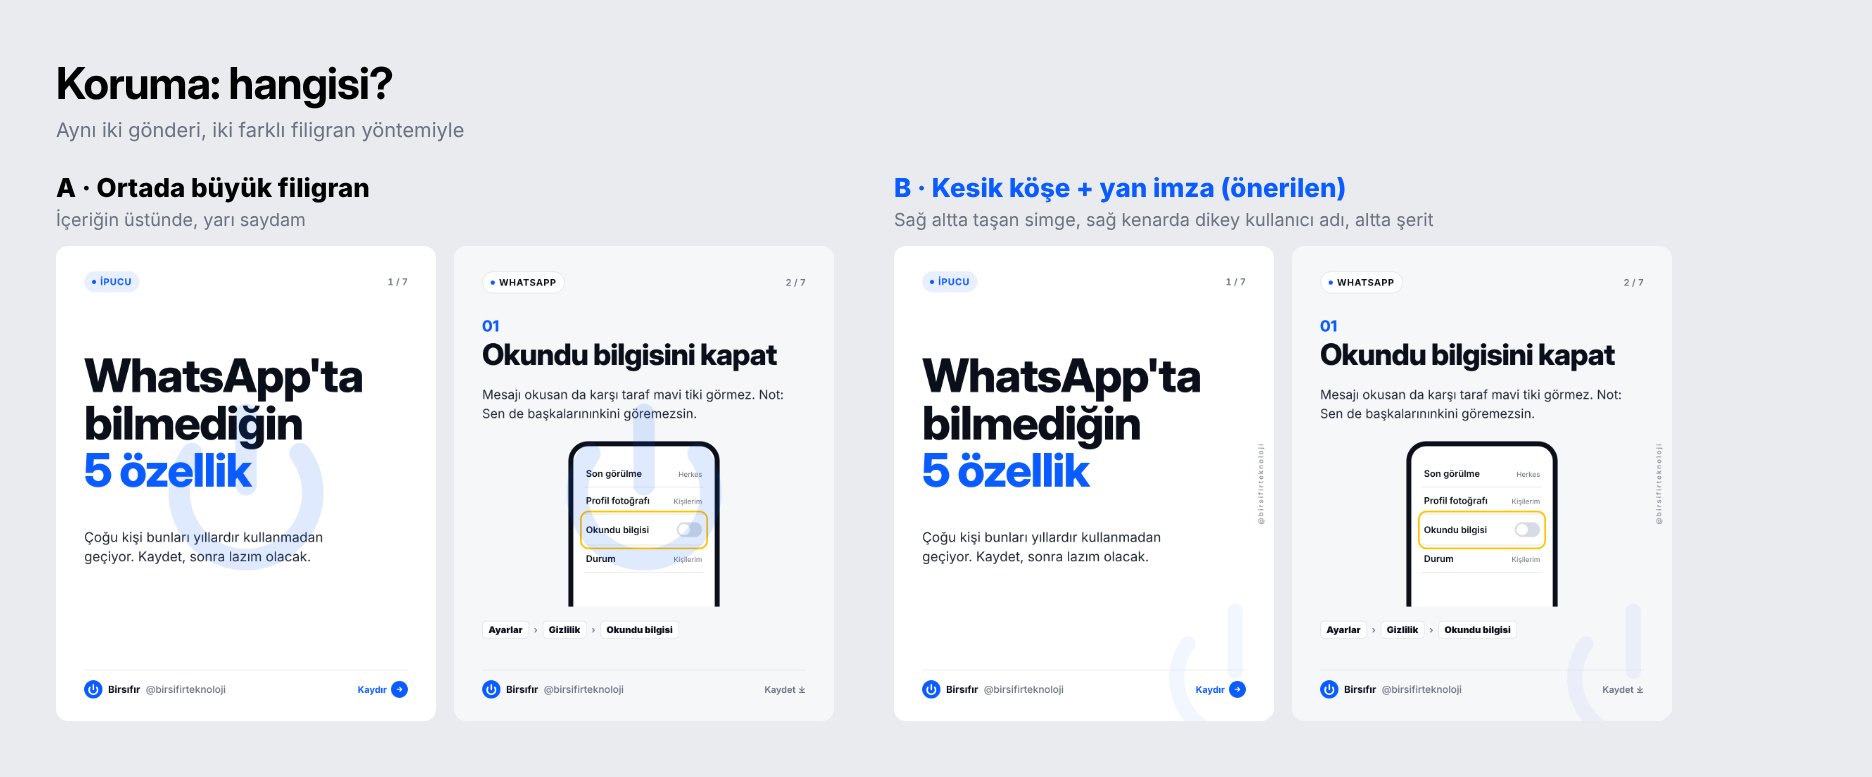 Koruma: hangisi?
Aynı iki gönderi, iki farklı filigran yöntemiyle
A · Ortada büyük filigran
İçeriğin üstünde, yarı saydam
İPUCU
1 / 7
WhatsApp'ta
bilmediğin
5 özellik
Çoğu kişi bunları yıllardır kullanmadan
geçiyor. Kaydet, sonra lazım olacak.
Birsıfır @birsifirteknoloji
Kaydır
WHATSAPP
2 / 7
01
Okundu bilgisini kapat
Mesajı okusan da karşı taraf mavi tiki görmez. Not:
Sen de başkalarınınkini göremezsin.
Son görülme Herkes
Profil fotoğrafı Kişilerim
Okundu bilgisi
Durum Kişilerim
Ayarlar › Gizlilik › Okundu bilgisi
Birsıfır @birsifirteknoloji
Kaydet
B · Kesik köşe + yan imza (önerilen)
Sağ altta taşan simge, sağ kenarda dikey kullanıcı adı, altta şerit
İPUCU
1 / 7
WhatsApp'ta
bilmediğin
5 özellik
Çoğu kişi bunları yıllardır kullanmadan
geçiyor. Kaydet, sonra lazım olacak.
@birsifirteknoloji
Birsıfır @birsifirteknoloji
Kaydır
WHATSAPP
2 / 7
01
Okundu bilgisini kapat
Mesajı okusan da karşı taraf mavi tiki görmez. Not:
Sen de başkalarınınkini göremezsin.
Son görülme Herkes
Profil fotoğrafı Kişilerim
Okundu bilgisi
Durum Kişilerim
@birsifirteknoloji
Ayarlar › Gizlilik › Okundu bilgisi
Birsıfır @birsifirteknoloji
Kaydet